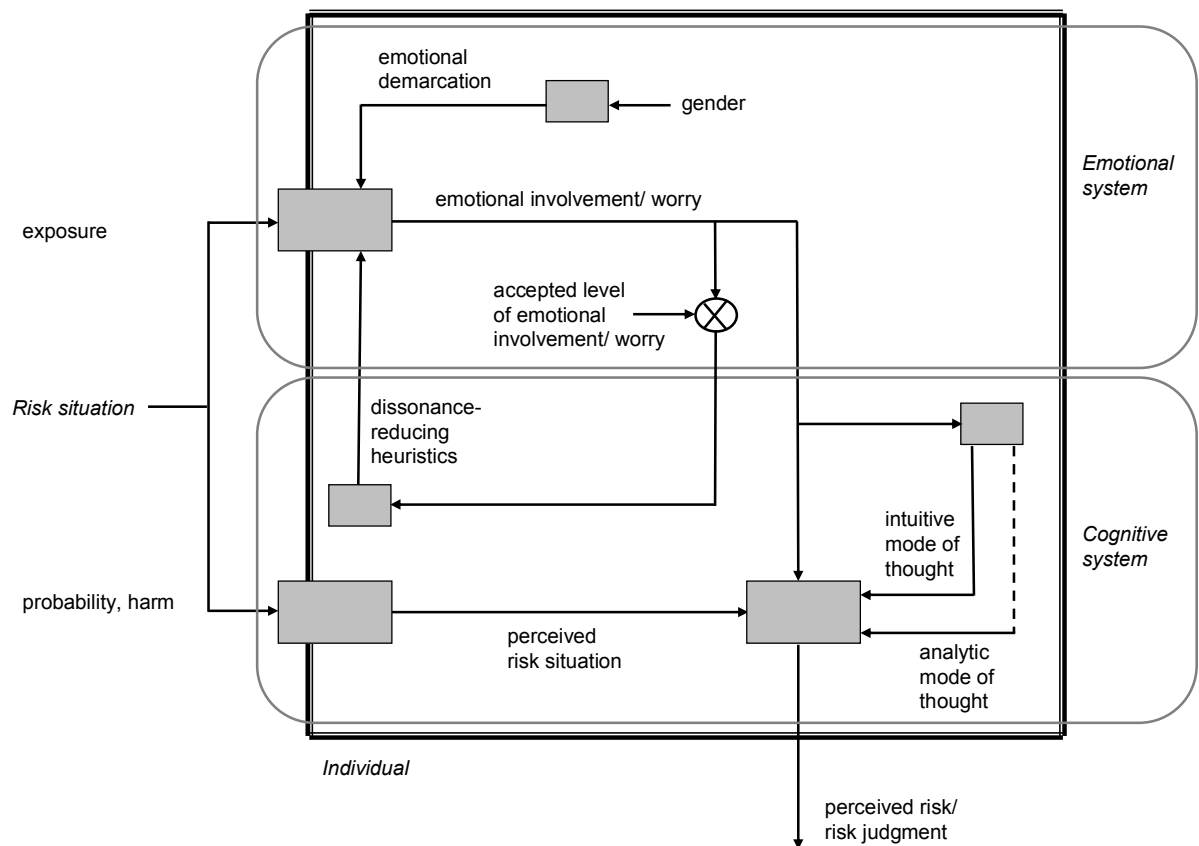 emotional
demarcation
gender
Emotional
system
emotional involvement/ worry
exposure
accepted level
of emotional
involvement/ worry
Risk situation
dissonance-
reducing
heuristics
intuitive
mode of
thought
Cognitive
system
probability, harm
perceived
risk situation
analytic
mode of
thought
Individual
perceived risk/
risk judgment